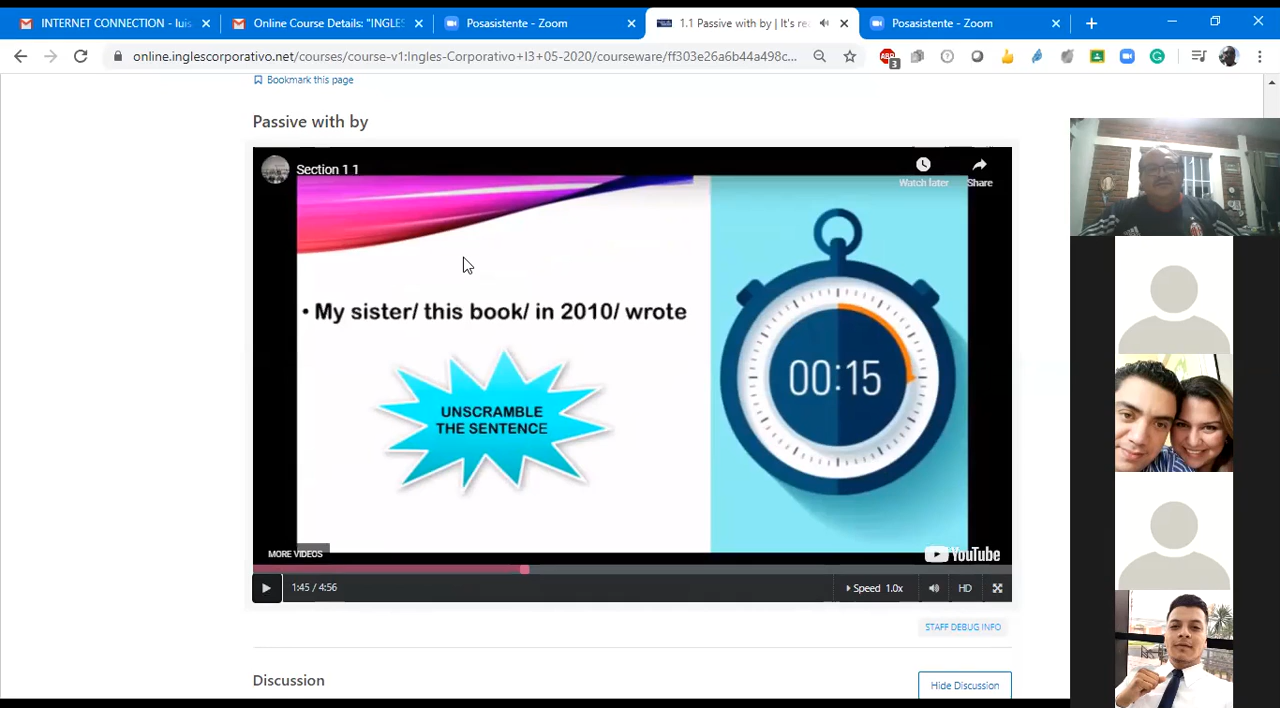 INTERNET CONNECTION - luis
Online Course Details: "INGLES
Posasistente - Zoom
1.1 Passive with by | It's rea
Posasistente - Zoom
online.inglescorporativo.net/courses/course-v1:Ingles-Corporativo+I3+05-2020/courseware/ff303e26a6b44a498c...
3
Bookmark this page
Passive with by
Section 1 1
Watch later
Share
• My sister/ this book/ in 2010/ wrote
UNSCRAMBLE
THE SENTENCE
00:15
MORE VIDEOS
YouTube
1:45 / 4:56
Speed 1.0x
HD
STAFF DEBUG INFO
Discussion
Hide Discussion